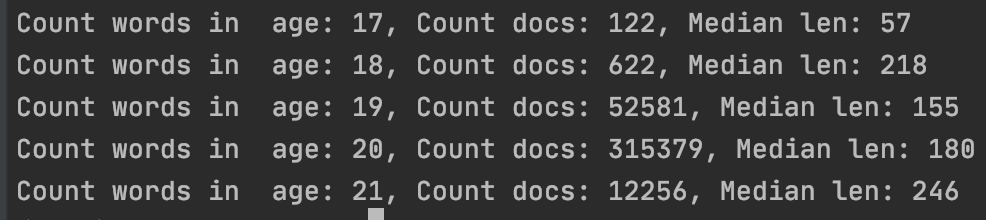 Count words in  age: 17, Count docs: 122, Median len: 57
Count words in  age: 18, Count docs: 622, Median len: 218
Count words in  age: 19, Count docs: 52581, Median len: 155
Count words in  age: 20, Count docs: 315379, Median len: 180
Count words in  age: 21, Count docs: 12256, Median len: 246